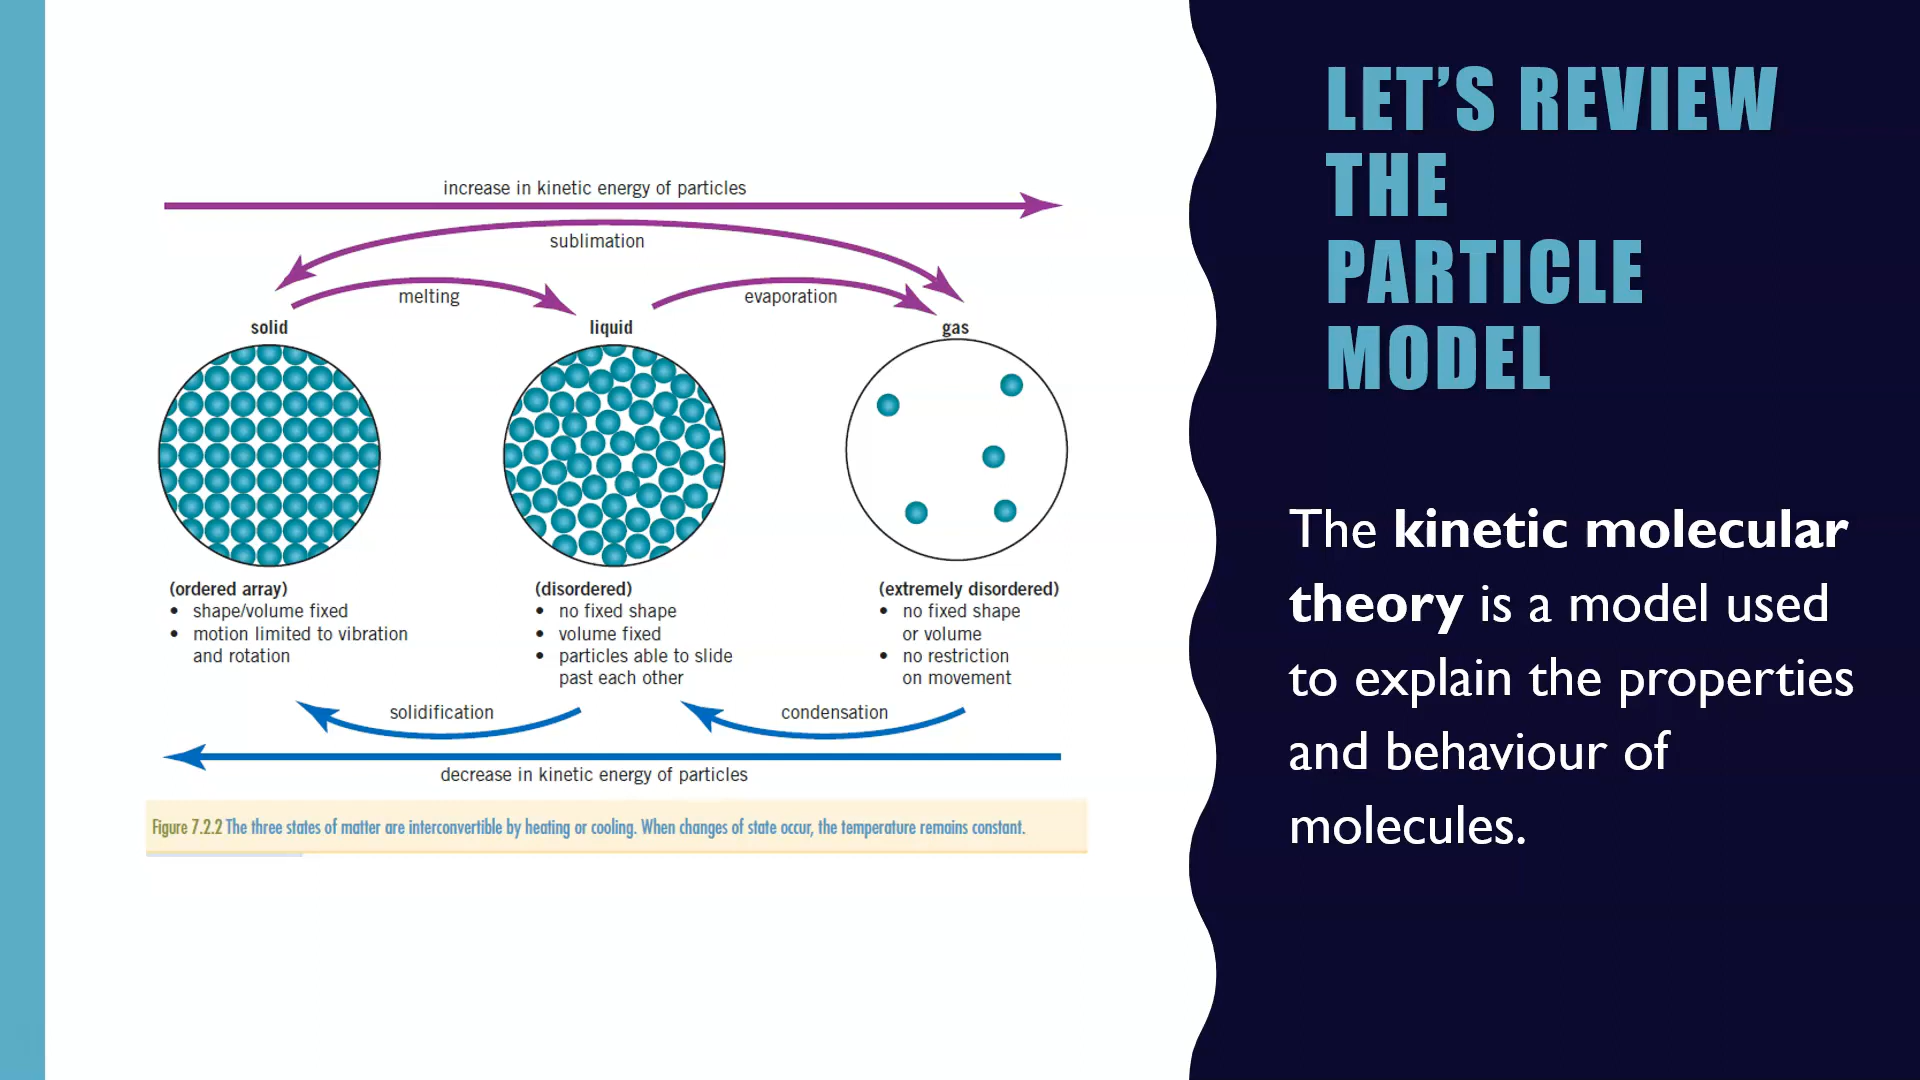 LET'S REVIEW
THE
PARTICLE
MODEL
The kinetic molecular
theory is a model used
to explain the properties
and behaviour of
molecules.
increase in kinetic energy of particles
sublimation
melting
evaporation
solid
liquid
gas
(ordered array)
• shape/volume fixed
• motion limited to vibration
and rotation
(disordered)
• no fixed shape
• volume fixed
• particles able to slide
past each other
(extremely disordered)
• no fixed shape
or volume
• no restriction
on movement
solidification
condensation
decrease in kinetic energy of particles
Figure 7.2.2 The three states of matter are interconvertible by heating or cooling. When changes of state occur, the temperature remains constant.